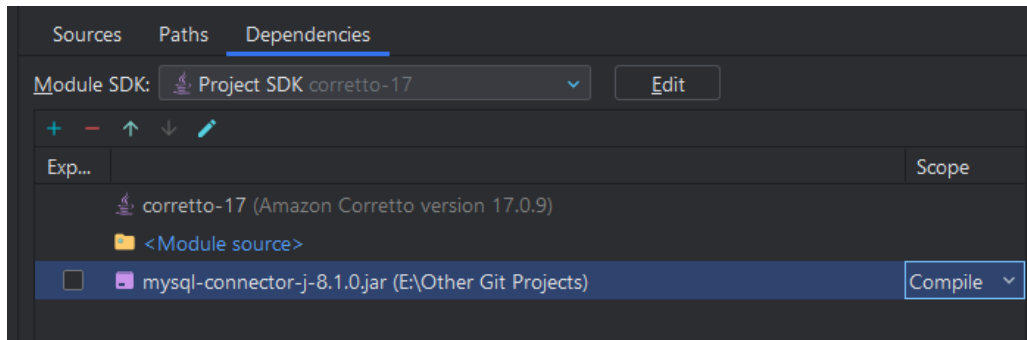 Sources Paths Dependencies
Module SDK: Project SDK corretto-17 Edit
Exp... Scope
corretto-17 (Amazon Corretto version 17.0.9)
<Module source>
mysql-connector-j-8.1.0.jar (E:\Other Git Projects) Compile